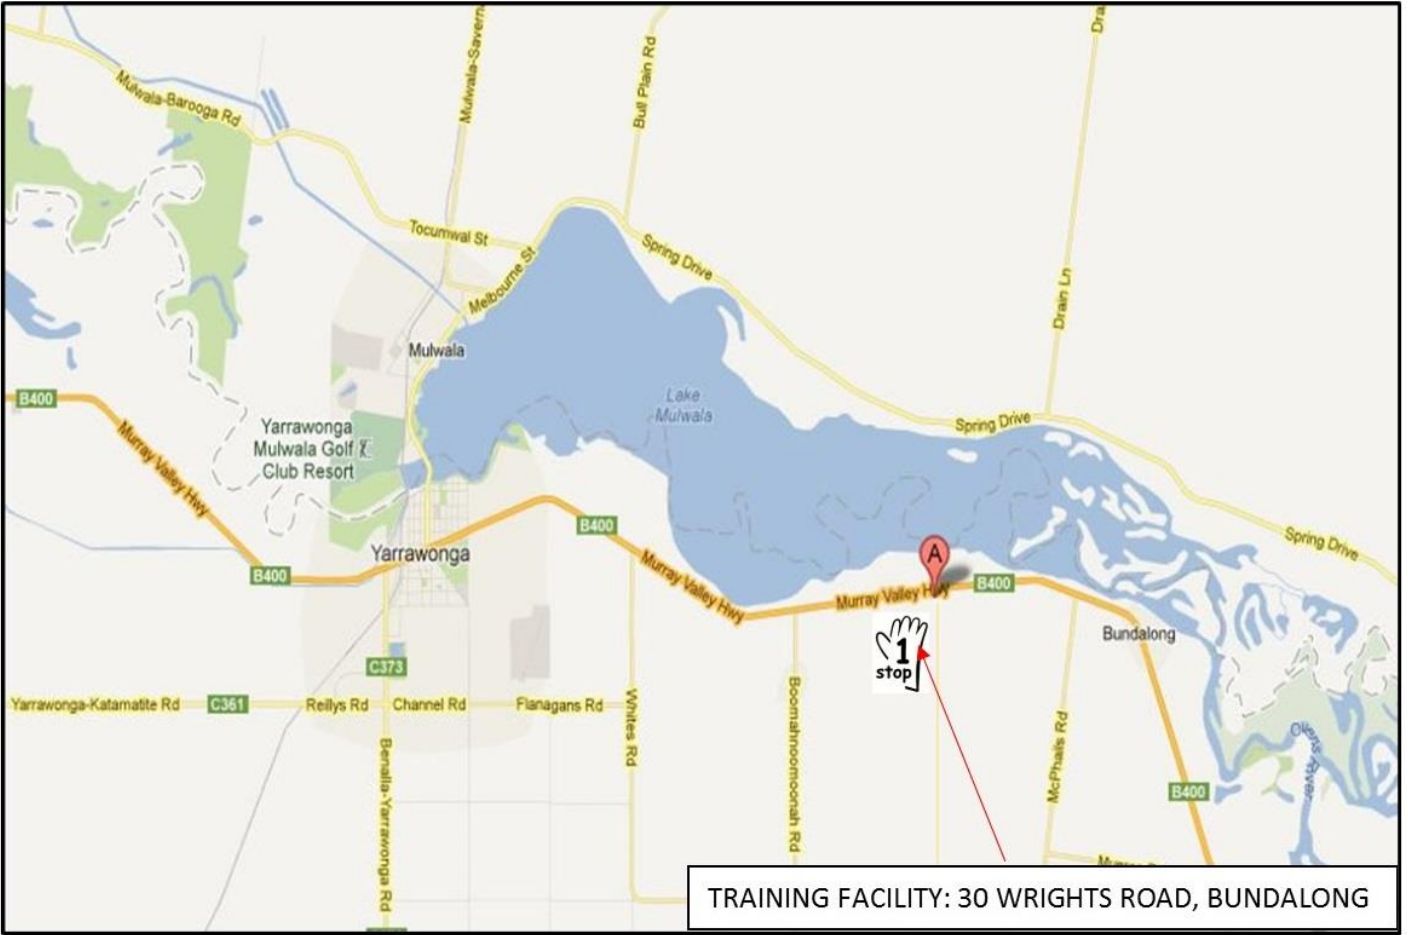 Mulwala-Barooga Rd
Mulwala-Savern
Bull Plain Rd
Dra
Tocumwal St
Melbourne St
Spring Drive
Drain Ln
Mulwala
B400
Lake
Mulwala
Spring Drive
Yarrawonga
Mulwala Golf
Club Resort
Murray Valley Hwy
B400
Spring Drive
Yarrawonga
B400
Murray Valley Hwy
A
B400
Murray Valley Hwy
1
stop
Bundalong
C373
Yarrawonga-Katamatite Rd
C361
Reillys Rd
Channel Rd
Flanagans Rd
Whites Rd
Boomahnoomoonah Rd
McPhails Rd
Ovens River
B400
Benalla-Yarrawonga Rd
TRAINING FACILITY: 30 WRIGHTS ROAD, BUNDALONG